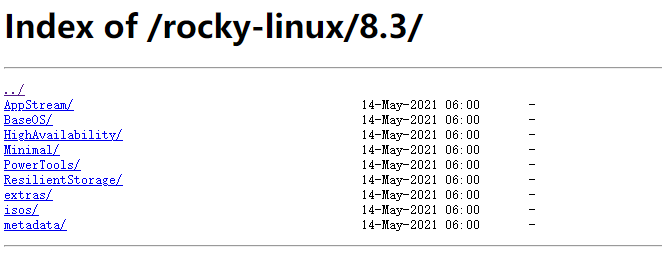 Index of /rocky-linux/8.3/
../
AppStream/ 14-May-2021 06:00 -
BaseOS/ 14-May-2021 06:00 -
HighAvailability/ 14-May-2021 06:00 -
Minimal/ 14-May-2021 06:00 -
PowerTools/ 14-May-2021 06:00 -
ResilientStorage/ 14-May-2021 06:00 -
extras/ 14-May-2021 06:00 -
isos/ 14-May-2021 06:00 -
metadata/ 14-May-2021 06:00 -